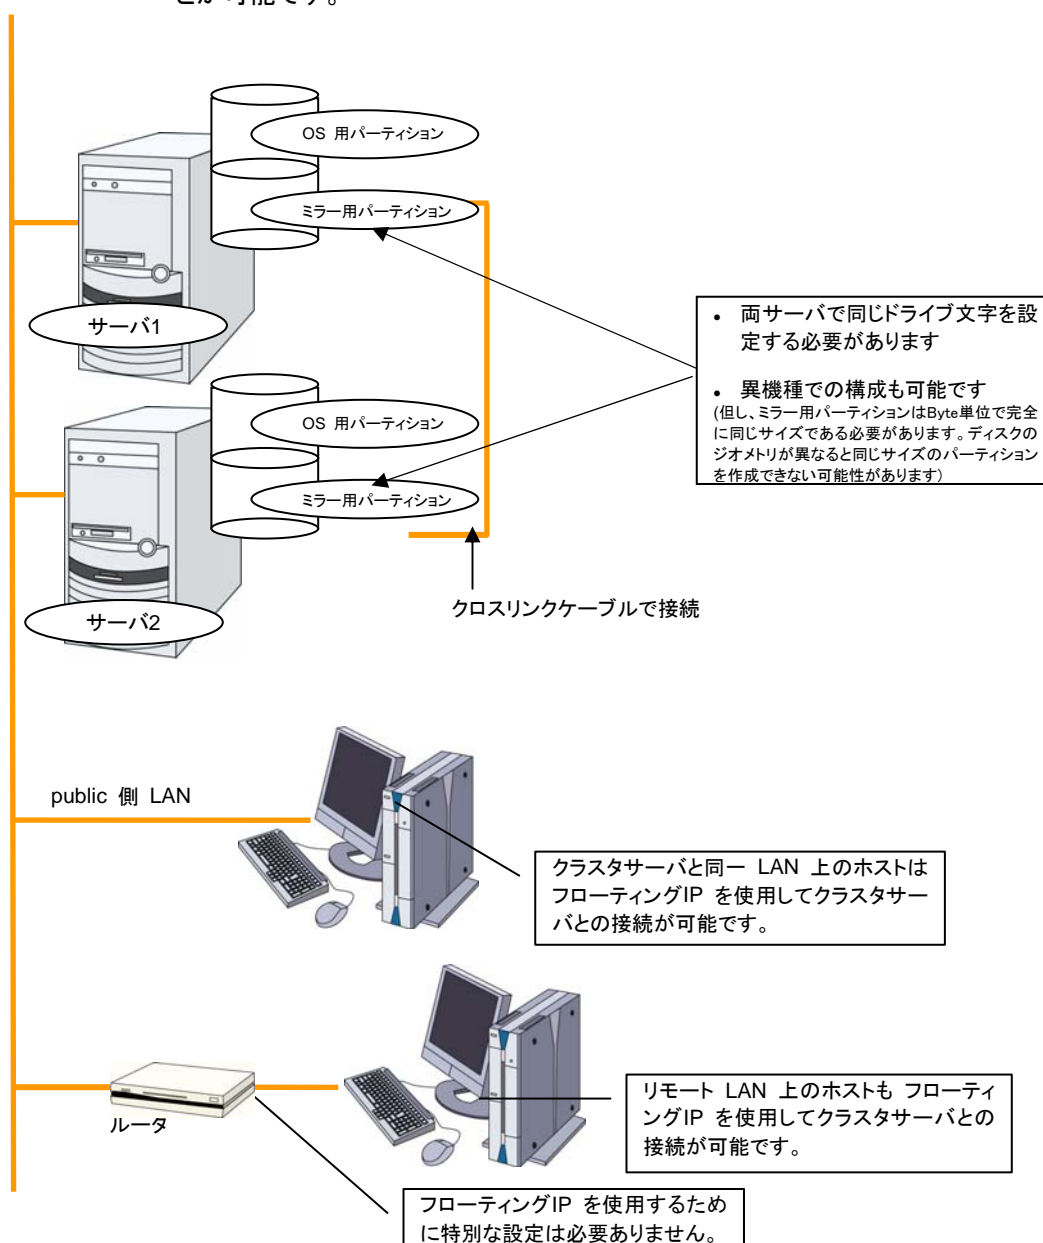 とが可能です。
OS 用パーティション
ミラー用パーティション
サーバ1
• 両サーバで同じドライブ文字を設
定する必要があります
• 異機種での構成も可能です
(但し、ミラー用パーティションはByte単位で完全
に同じサイズである必要があります。ディスクの
ジオメトリが異なると同じサイズのパーティション
を作成できない可能性があります)
OS 用パーティション
ミラー用パーティション
サーバ2
クロスリンクケーブルで接続
public 側 LAN
クラスタサーバと同一 LAN 上のホストは
フローティングIP を使用してクラスタサー
バとの接続が可能です。
ルータ
リモート LAN 上のホストも フローティ
ングIP を使用してクラスタサーバとの
接続が可能です。
フローティングIP を使用するため
に特別な設定は必要ありません。